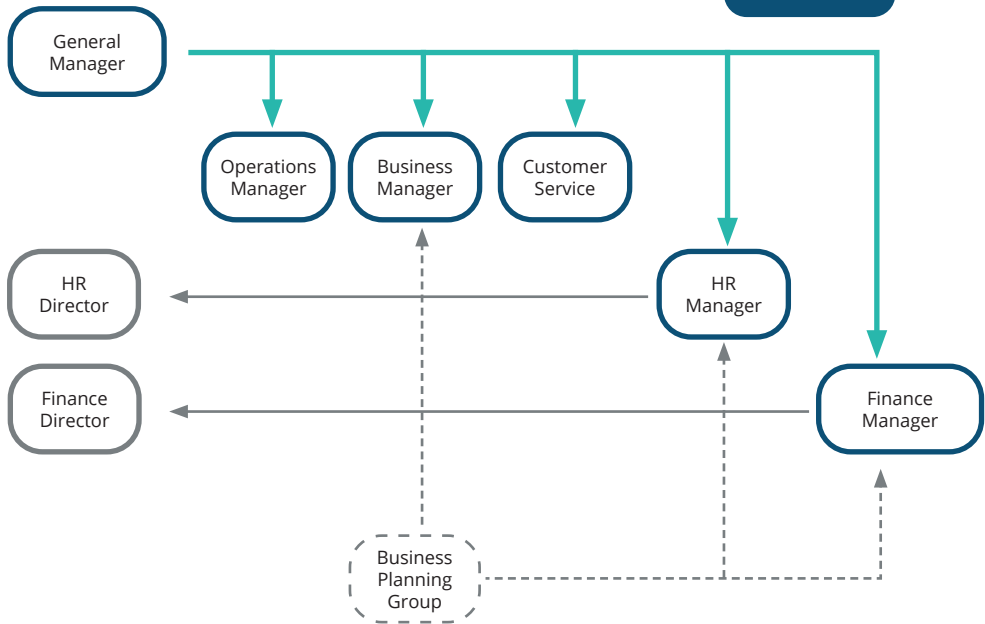 General
Manager
Operations
Manager
Business
Manager
Customer
Service
HR
Director
HR
Manager
Finance
Director
Finance
Manager
Business
Planning
Group